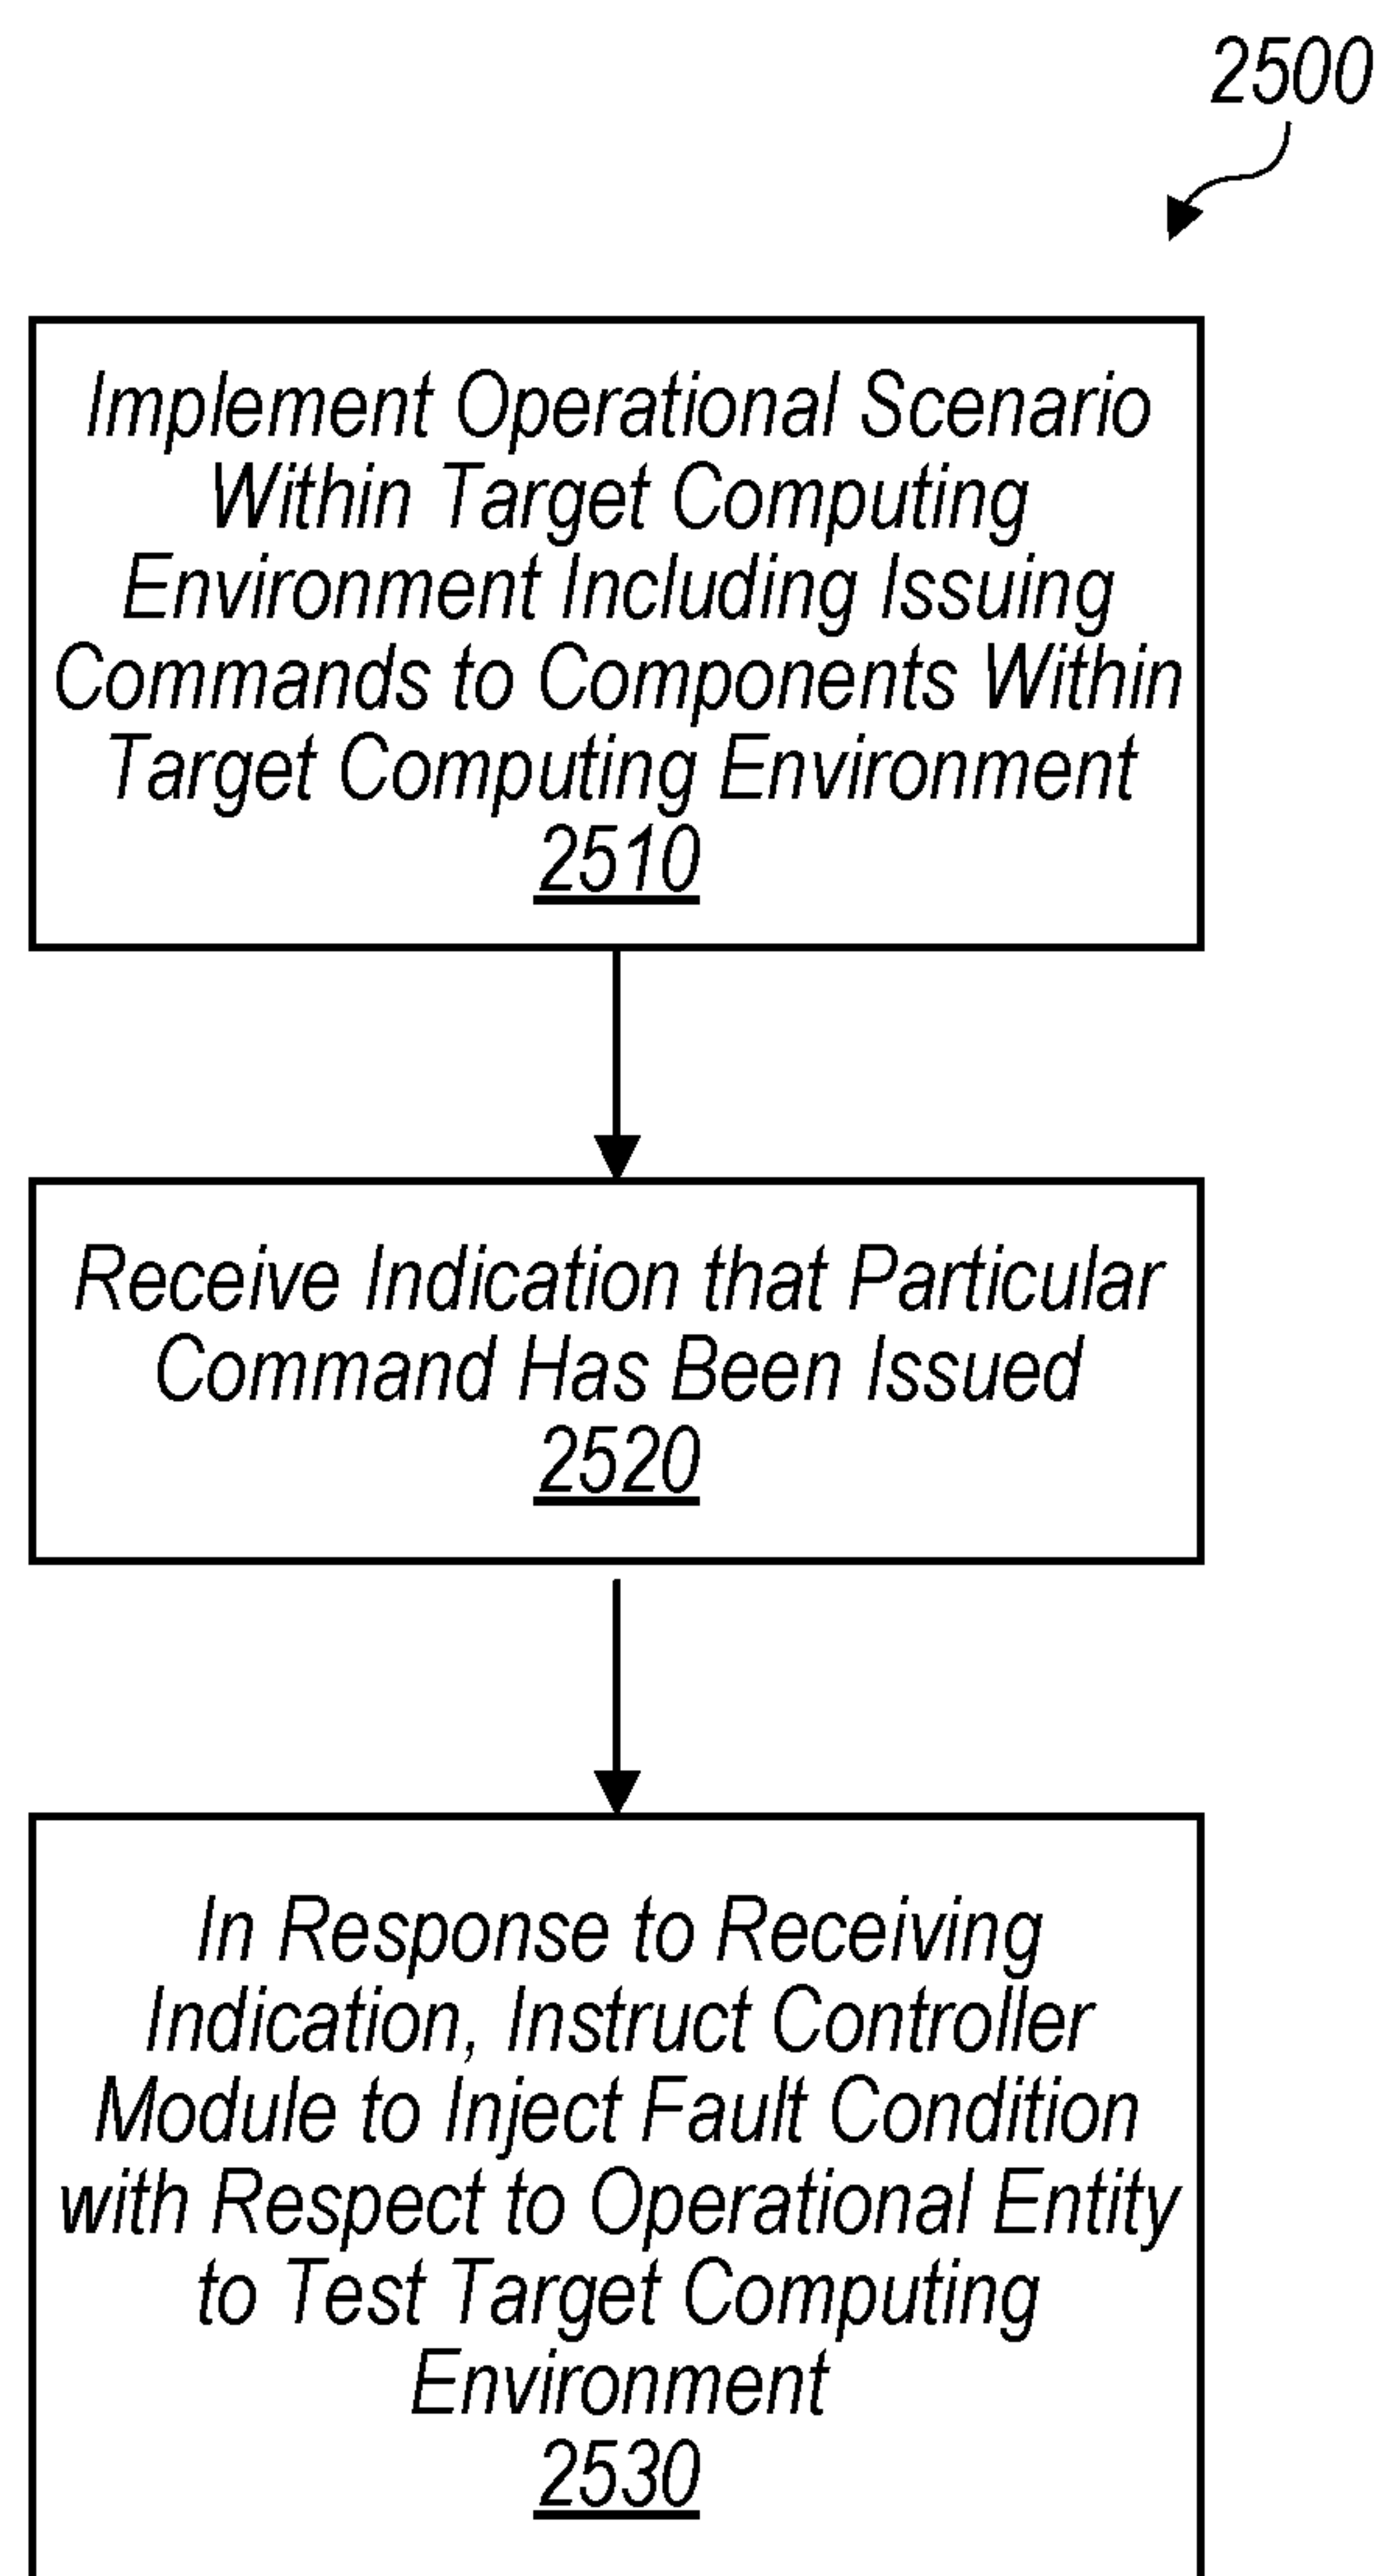 2500
Implement Operational Scenario
Within Target Computing
Environment Including Issuing
Commands to Components Within
Target Computing Environment
2510
Receive Indication that Particular
Command Has Been Issued
2520
In Response to Receiving
Indication, Instruct Controller
Module to Inject Fault Condition
with Respect to Operational Entity
to Test Target Computing
Environment
2530